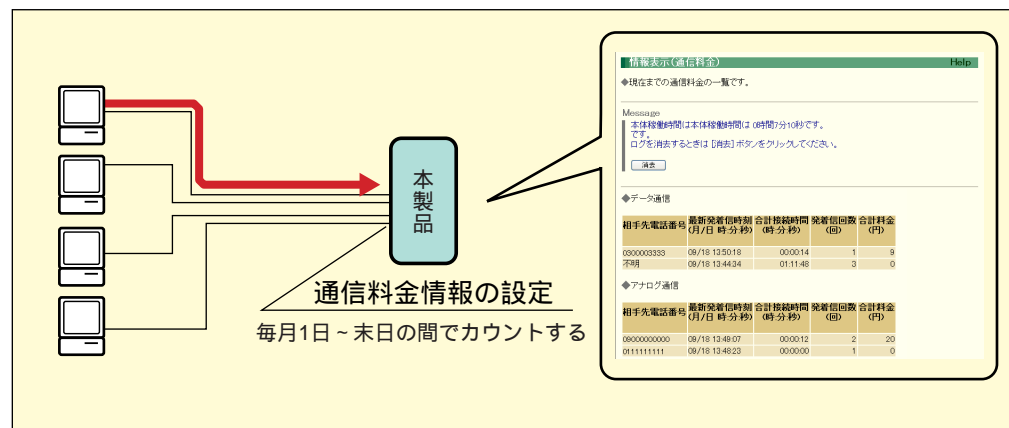 情報表示(通信料金)
Help
◆現在までの通信料金の一覧です。
Message
本体稼働時間は本体稼働時間は 0時間7分10秒で す。
です。
ログを消去するときは [消去] ボタンをクリックしてください。
消去
◆データ通信
相手先電話番号 最新発着信時刻(月/日 時:分:秒) 合計接続時間(時:分:秒) 発着信回数(回) 合計料金(円)
0300003333 09/18 13:50:18 00:00:14 1 9
不明 09/18 13:44:34 01:11:48 3 0
◆アナログ通信
相手先電話番号 最新発着信時刻(月/日 時:分:秒) 合計接続時間(時:分:秒) 発着信回数(回) 合計料金(円)
09000000000 09/18 13:49:07 00:00:12 2 20
0111111111 09/18 13:48:23 00:00:00 1 0
本製品
通信料金情報の設定
毎月1日~末日の間でカウントする